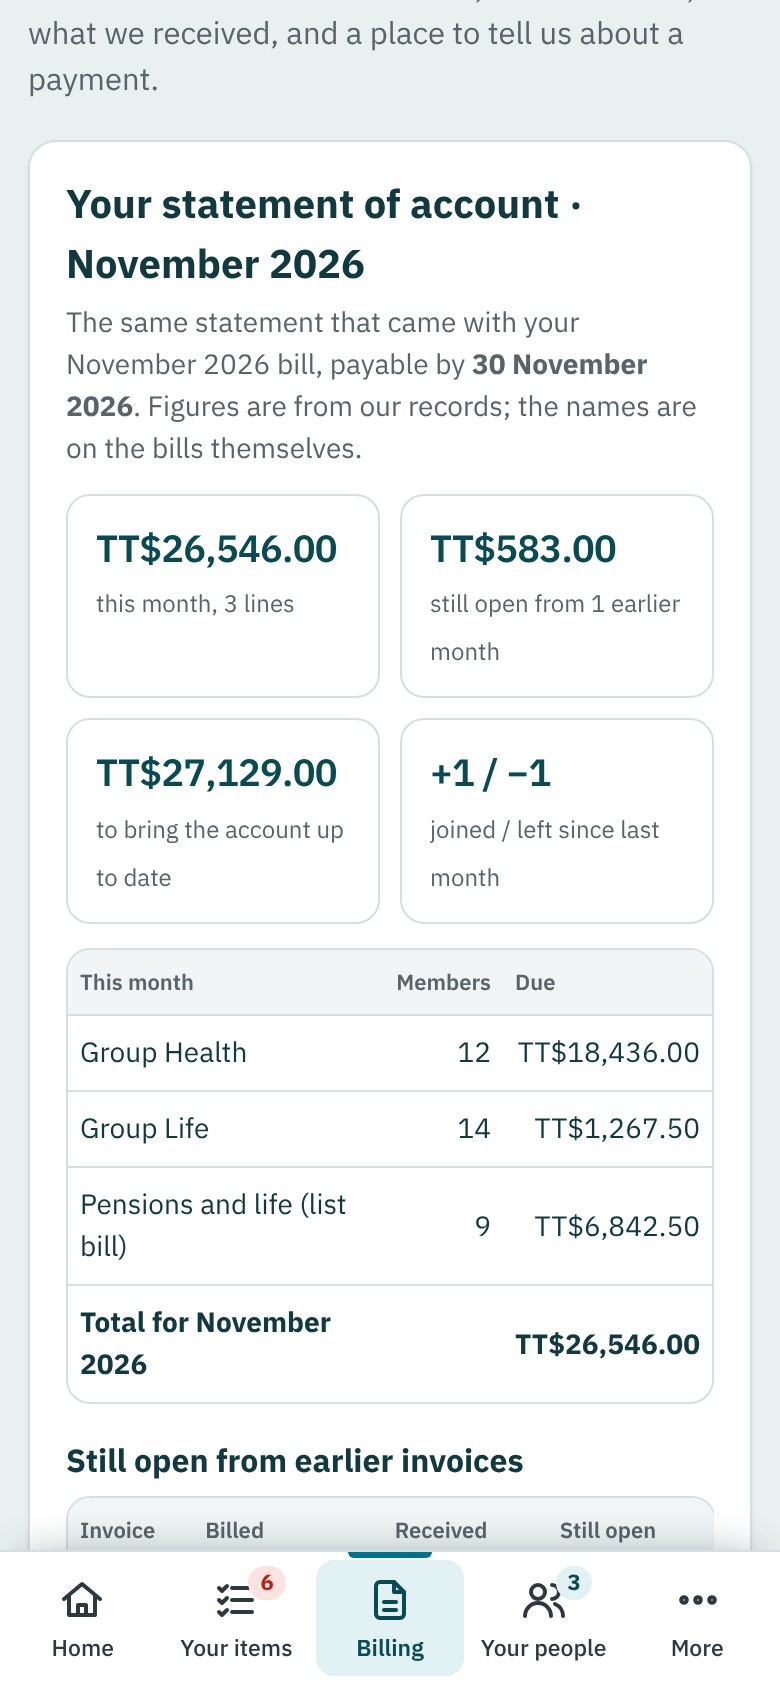 what we received, and a place to tell us about a
payment.
Your statement of account ·
November 2026
The same statement that came with your
November 2026 bill, payable by 30 November
2026. Figures are from our records; the names are
on the bills themselves.
TT$26,546.00
this month, 3 lines
TT$583.00
still open from 1 earlier
month
TT$27,129.00
to bring the account up
to date
+1 / −1
joined / left since last
month
This month Members Due
Group Health 12 TT$18,436.00
Group Life 14 TT$1,267.50
Pensions and life (list
bill) 9 TT$6,842.50
Total for November
2026 TT$26,546.00
Still open from earlier invoices
Invoice Billed Received Still open
6 3
Home Your items Billing Your people More